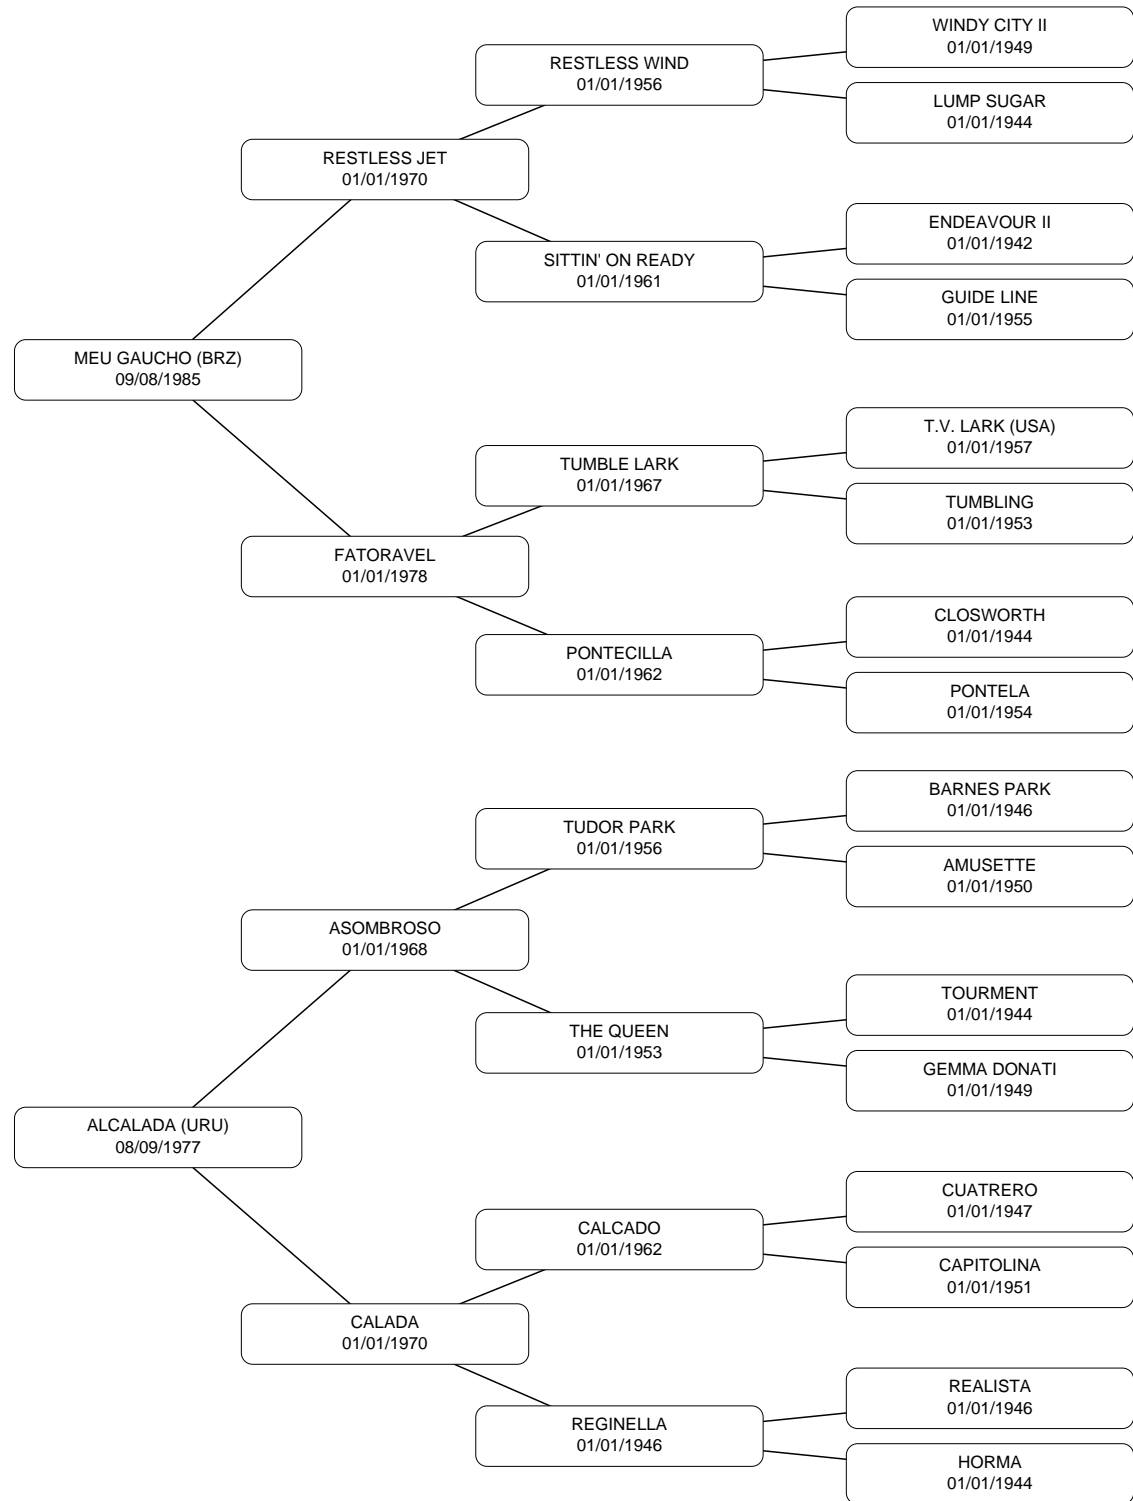 WINDY CITY II
01/01/1949
RESTLESS WIND
01/01/1956
LUMP SUGAR
01/01/1944
RESTLESS JET
01/01/1970
ENDEAVOUR II
01/01/1942
SITTIN' ON READY
01/01/1961
GUIDE LINE
01/01/1955
MEU GAUCHO (BRZ)
09/08/1985
T.V. LARK (USA)
01/01/1957
TUMBLE LARK
01/01/1967
TUMBLING
01/01/1953
FATORAVEL
01/01/1978
CLOSWORTH
01/01/1944
PONTECILLA
01/01/1962
PONTELA
01/01/1954
BARNES PARK
01/01/1946
TUDOR PARK
01/01/1956
AMUSETTE
01/01/1950
ASOMBROSO
01/01/1968
TOURMENT
01/01/1944
THE QUEEN
01/01/1953
GEMMA DONATI
01/01/1949
ALCALADA (URU)
08/09/1977
CUATRERO
01/01/1947
CALCADO
01/01/1962
CAPITOLINA
01/01/1951
CALADA
01/01/1970
REALISTA
01/01/1946
REGINELLA
01/01/1946
HORMA
01/01/1944